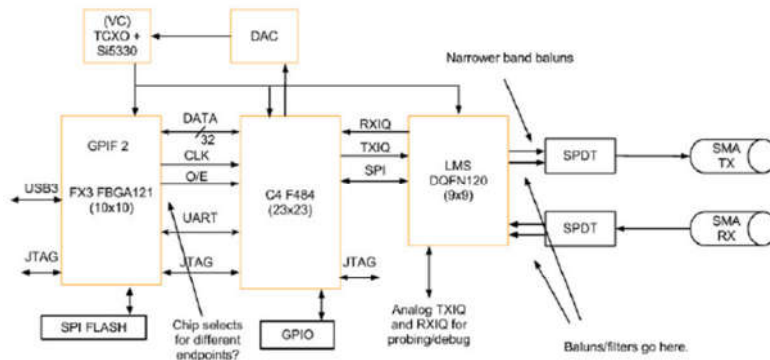 (VC)
TCXO +
Si5330
DAC
Narrower band baluns
GPIF 2
FX3 FBGA121
(10x10)
DATA
32
CLK
O/E
UART
JTAG
USB3
JTAG
C4 F484
(23x23)
RXIQ
TXIQ
SPI
JTAG
LMS
DQFN120
(9x9)
SPDT
SMA
TX
SPDT
SMA
RX
SPI FLASH
Chip selects
for different
endpoints?
GPIO
Analog TXIQ
and RXIQ for
probing/debug
Baluns/filters go here.